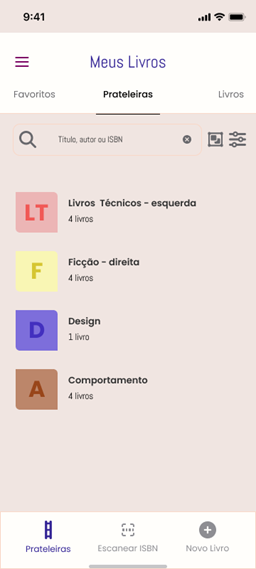 9:41
Meus Livros
Favoritos
Prateleiras
Livros
Título, autor ou ISBN
LT
Livros Técnicos - esquerda
4 livros
F
Ficção - direita
4 livros
D
Design
1 livro
A
Comportamento
4 livros
Prateleiras
Escanear ISBN
Novo Livro